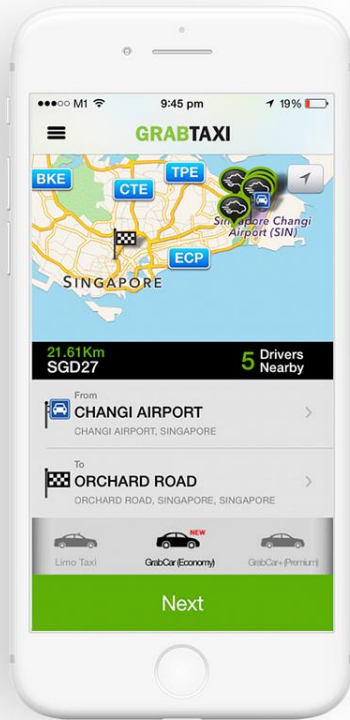 ●●●○○ M1 9:45 pm 19%
GRABTAXI
BKE
CTE
TPE
Singapore Changi
Airport (SIN)
ECP
SINGAPORE
21.61Km
SGD27
5 Drivers
Nearby
From
CHANGI AIRPORT
CHANGI AIRPORT, SINGAPORE
To
ORCHARD ROAD
ORCHARD ROAD, SINGAPORE, SINGAPORE
NEW
Limo Taxi GrabCar (Economy) GrabCar+ (Premium)
Next